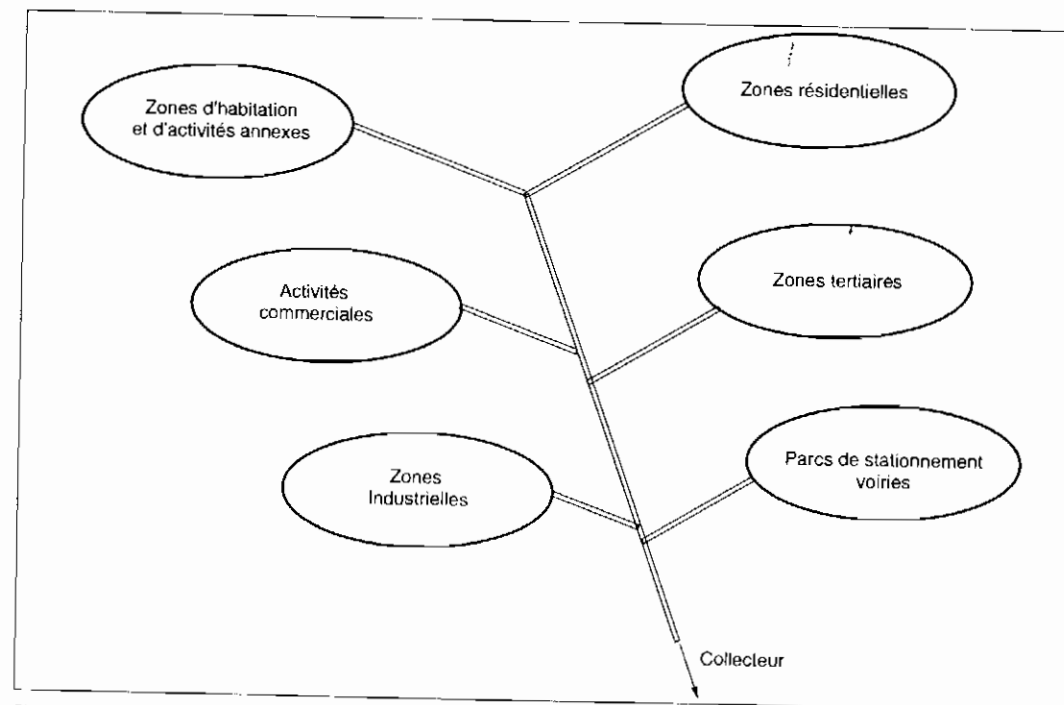 Zones d'habitation
et d'activités annexes
Zones résidentielles
Activités
commerciales
Zones tertiaires
Zones
Industrielles
Parcs de stationnement
voiries
Collecteur